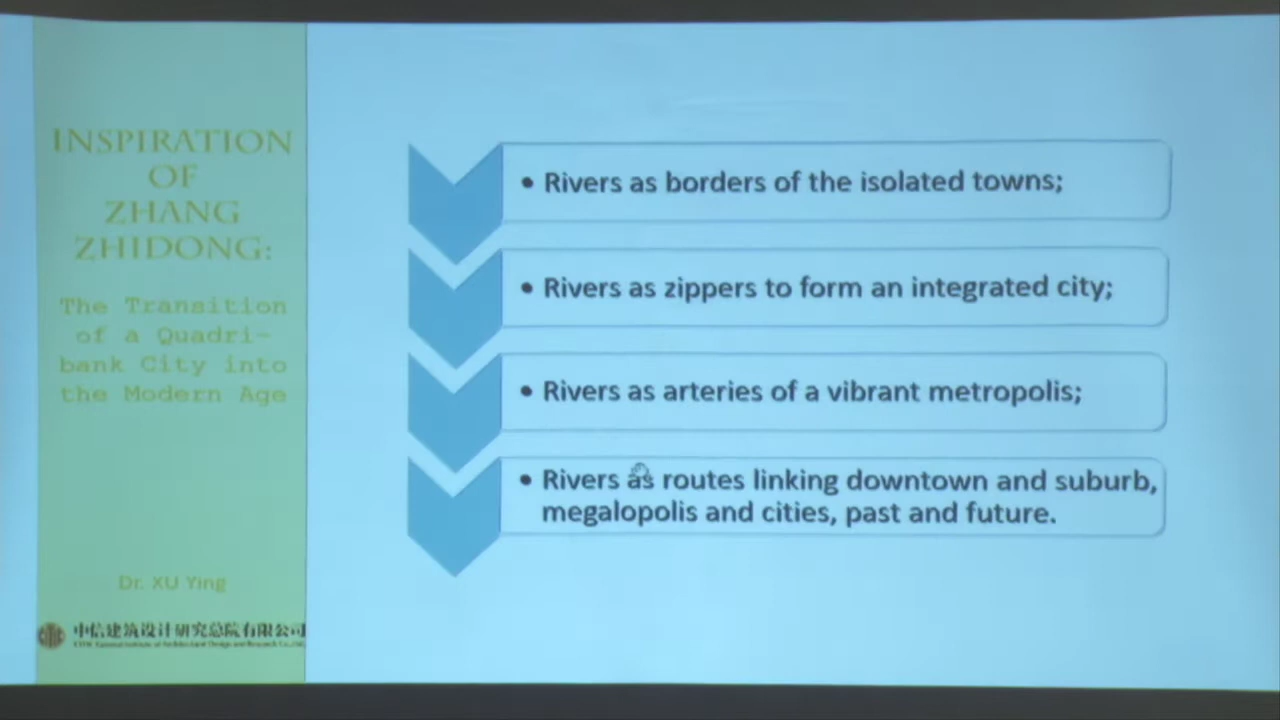 INSPIRATION
OF
ZHANG
ZHIDONG:
The Transition
of a Quadri-
bank City into
the Modern Age
Dr. XU Ying
中信建筑设计研究总院有限公司
• Rivers as borders of the isolated towns;
• Rivers as zippers to form an integrated city;
• Rivers as arteries of a vibrant metropolis;
• Rivers as routes linking downtown and suburb,
megalopolis and cities, past and future.